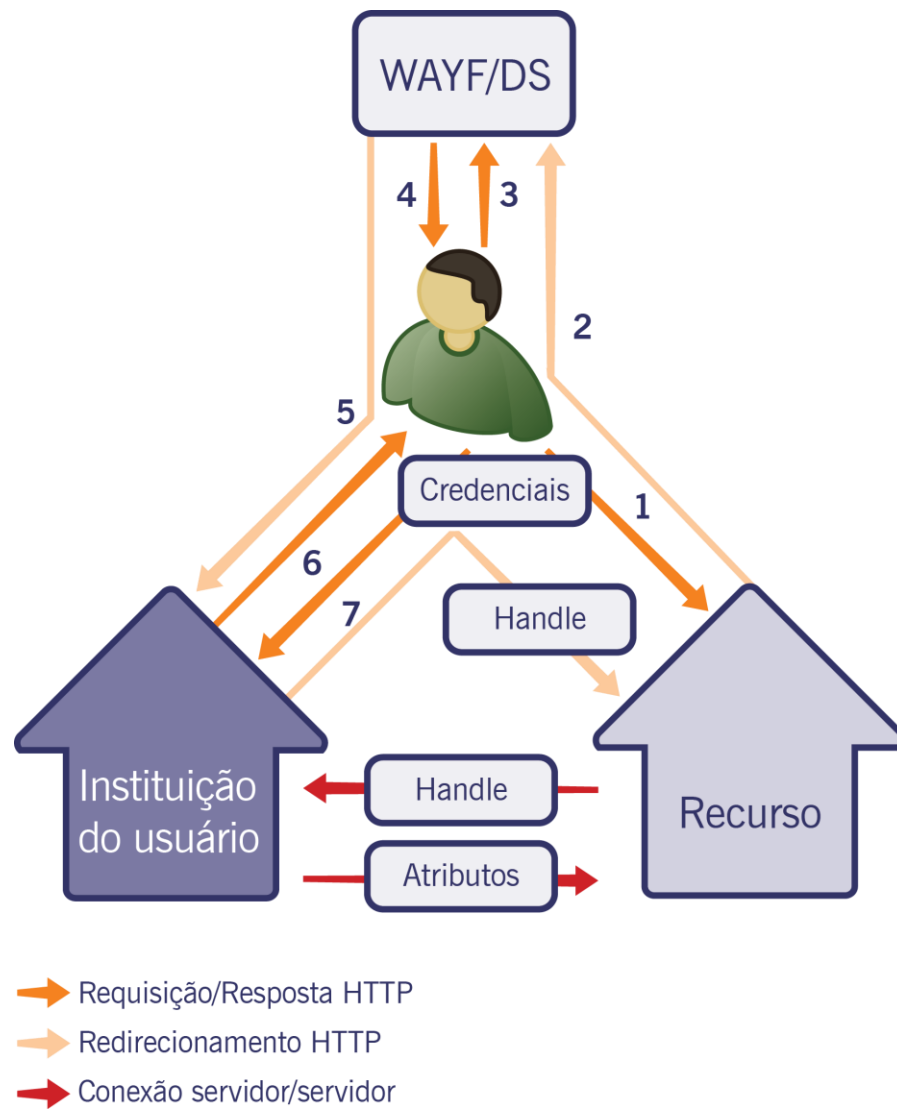 WAYF/DS
4
3
2
5
Credenciais
1
6
7
Handle
Instituição
do usuário
Handle
Recurso
Atributos
Requisição/Resposta HTTP
Redirecionamento HTTP
Conexão servidor/servidor